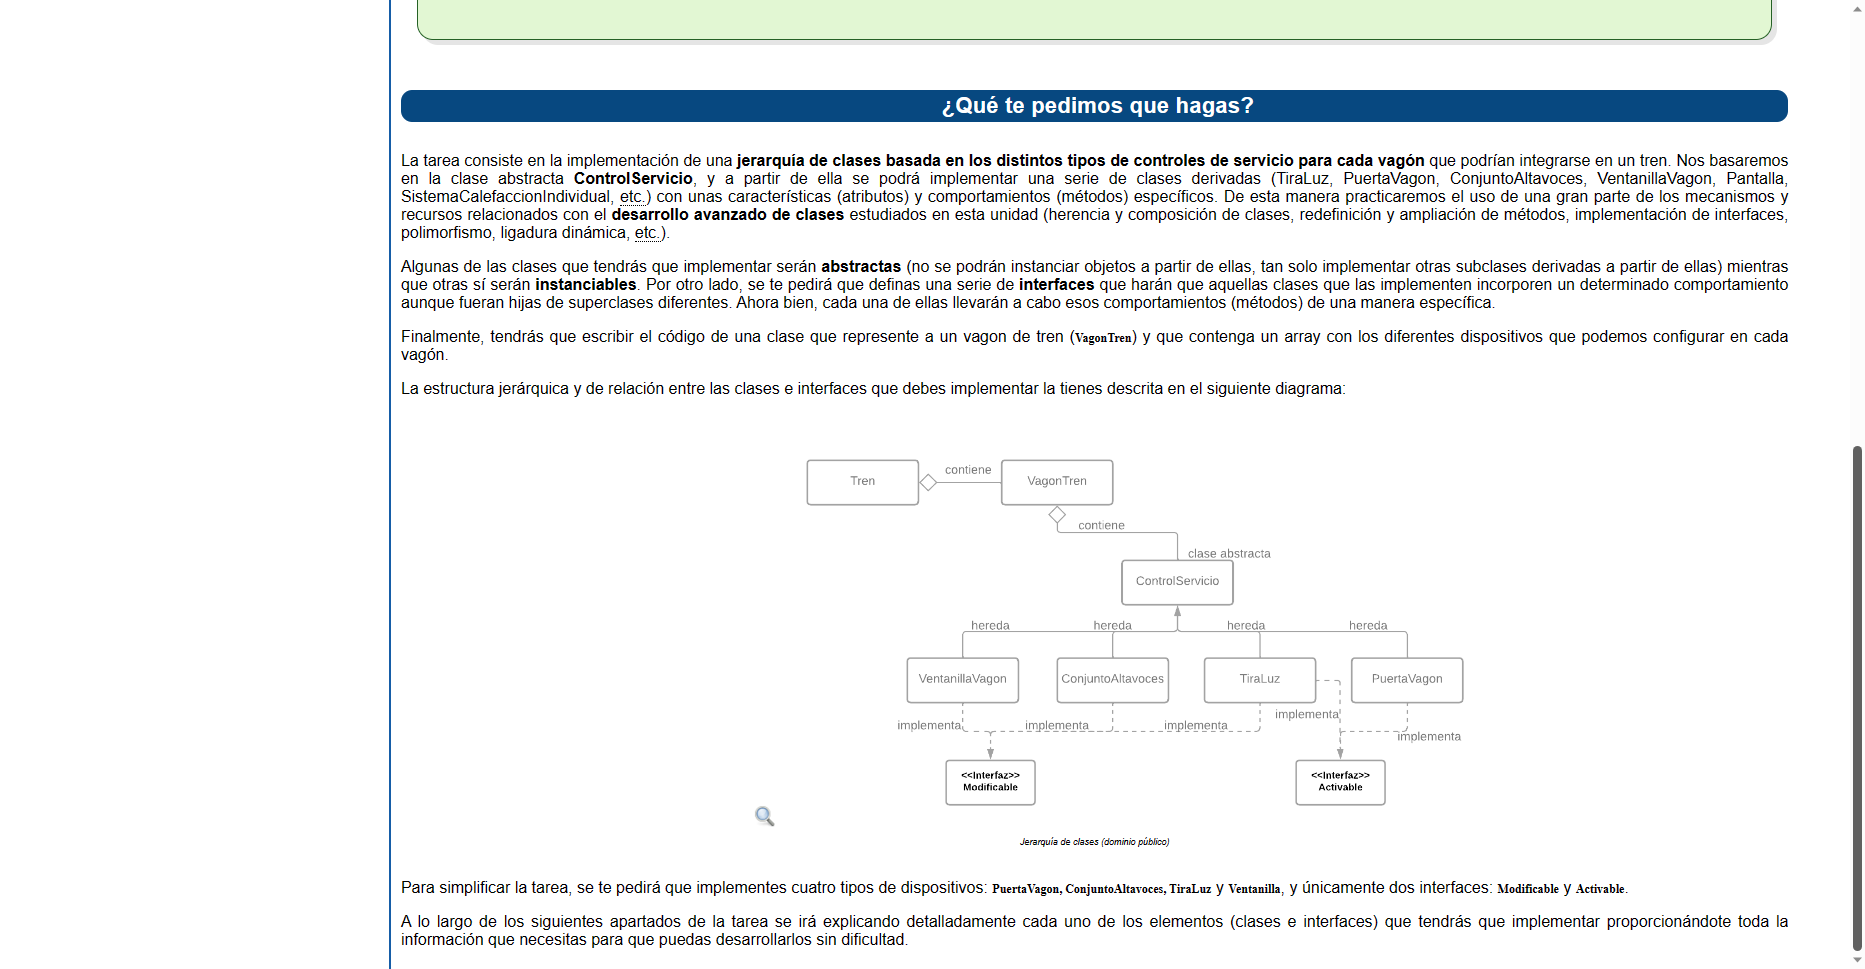 ¿Qué te pedimos que hagas?
La tarea consiste en la implementación de una jerarquía de clases basada en los distintos tipos de controles de servicio para cada vagón que podrían integrarse en un tren. Nos basaremos
en la clase abstracta ControlServicio, y a partir de ella se podrá implementar una serie de clases derivadas (TiraLuz, PuertaVagon, ConjuntoAltavoces, VentanillaVagon, Pantalla,
SistemaCalefaccionIndividual, etc.) con unas características (atributos) y comportamientos (métodos) específicos. De esta manera practicaremos el uso de una gran parte de los mecanismos y
recursos relacionados con el desarrollo avanzado de clases estudiados en esta unidad (herencia y composición de clases, redefinición y ampliación de métodos, implementación de interfaces,
polimorfismo, ligadura dinámica, etc.).
Algunas de las clases que tendrás que implementar serán abstractas (no se podrán instanciar objetos a partir de ellas, tan solo implementar otras subclases derivadas a partir de ellas) mientras
que otras sí serán instanciables. Por otro lado, se te pedirá que definas una serie de interfaces que harán que aquellas clases que las implementen incorporen un determinado comportamiento
aunque fueran hijas de superclases diferentes. Ahora bien, cada una de ellas llevarán a cabo esos comportamientos (métodos) de una manera específica.
Finalmente, tendrás que escribir el código de una clase que represente a un vagon de tren (VagonTren) y que contenga un array con los diferentes dispositivos que podemos configurar en cada
vagón.
La estructura jerárquica y de relación entre las clases e interfaces que debes implementar la tienes descrita en el siguiente diagrama:
Tren
contiene
VagonTren
contiene
clase abstracta
ControlServicio
hereda
hereda
hereda
hereda
VentanillaVagon
ConjuntoAltavoces
TiraLuz
PuertaVagon
implementa
implementa
implementa
implementa
implementa
<<Interfaz>>
Modificable
<<Interfaz>>
Activable
Jerarquía de clases (dominio público)
Para simplificar la tarea, se te pedirá que implementes cuatro tipos de dispositivos: PuertaVagon, ConjuntoAltavoces, TiraLuz y Ventanilla, y únicamente dos interfaces: Modificable y Activable.
A lo largo de los siguientes apartados de la tarea se irá explicando detalladamente cada uno de los elementos (clases e interfaces) que tendrás que implementar proporcionándote toda la
información que necesitas para que puedas desarrollarlos sin dificultad.